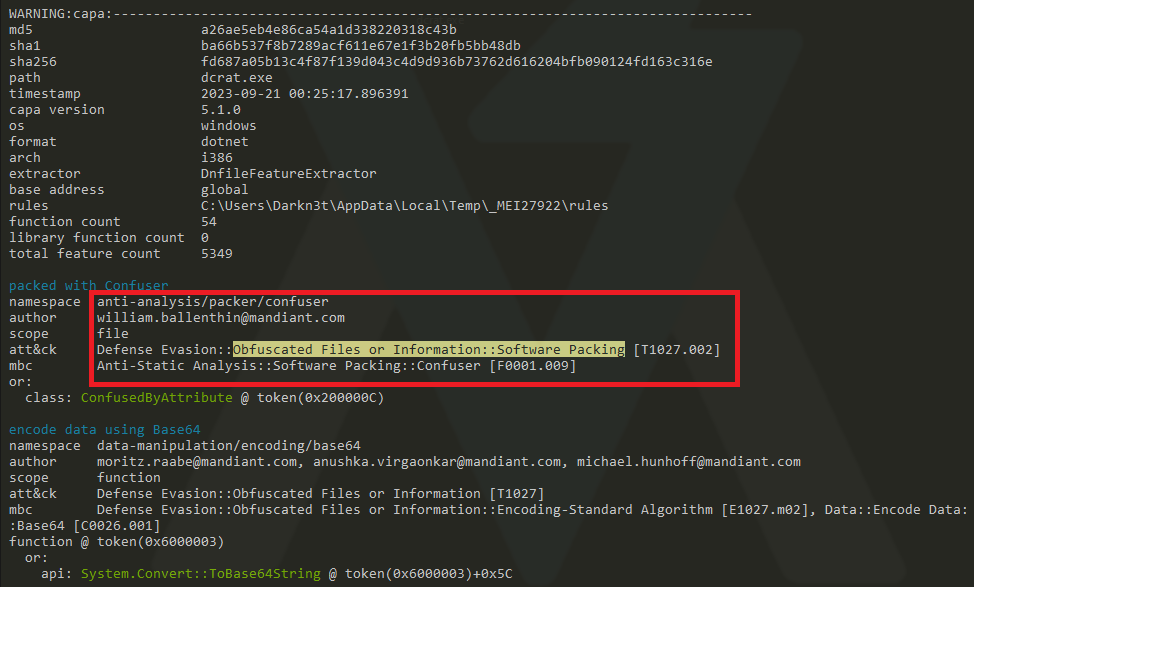 WARNING:capa:--------------------------------------------------------------------------------
md5 a26ae5eb4e86ca54a1d338220318c43b
sha1 ba66b537f8b7289acf611e67e1f3b20fb5bb48db
sha256 fd687a05b13c4f87f139d043c4d9d936b73762d616204bfb090124fd163c316e
path dcrat.exe
timestamp 2023-09-21 00:25:17.896391
capa version 5.1.0
os windows
format dotnet
arch i386
extractor DnfileFeatureExtractor
base address global
rules C:\Users\Darkn3t\AppData\Local\Temp\_MEI27922\rules
function count 54
library function count 0
total feature count 5349
packed with Confuser
namespace anti-analysis/packer/confuser
author william.ballenthin@mandiant.com
scope file
att&ck Defense Evasion::Obfuscated Files or Information::Software Packing [T1027.002]
mbc Anti-Static Analysis::Software Packing::Confuser [F0001.009]
or:
class: ConfusedByAttribute @ token(0x200000C)
encode data using Base64
namespace data-manipulation/encoding/base64
author moritz.raabe@mandiant.com, anushka.virgaonkar@mandiant.com, michael.hunhoff@mandiant.com
scope function
att&ck Defense Evasion::Obfuscated Files or Information [T1027]
mbc Defense Evasion::Obfuscated Files or Information::Encoding-Standard Algorithm [E1027.m02], Data::Encode Data:
:Base64 [C0026.001]
function @ token(0x6000003)
or:
api: System.Convert::ToBase64String @ token(0x6000003)+0x5C